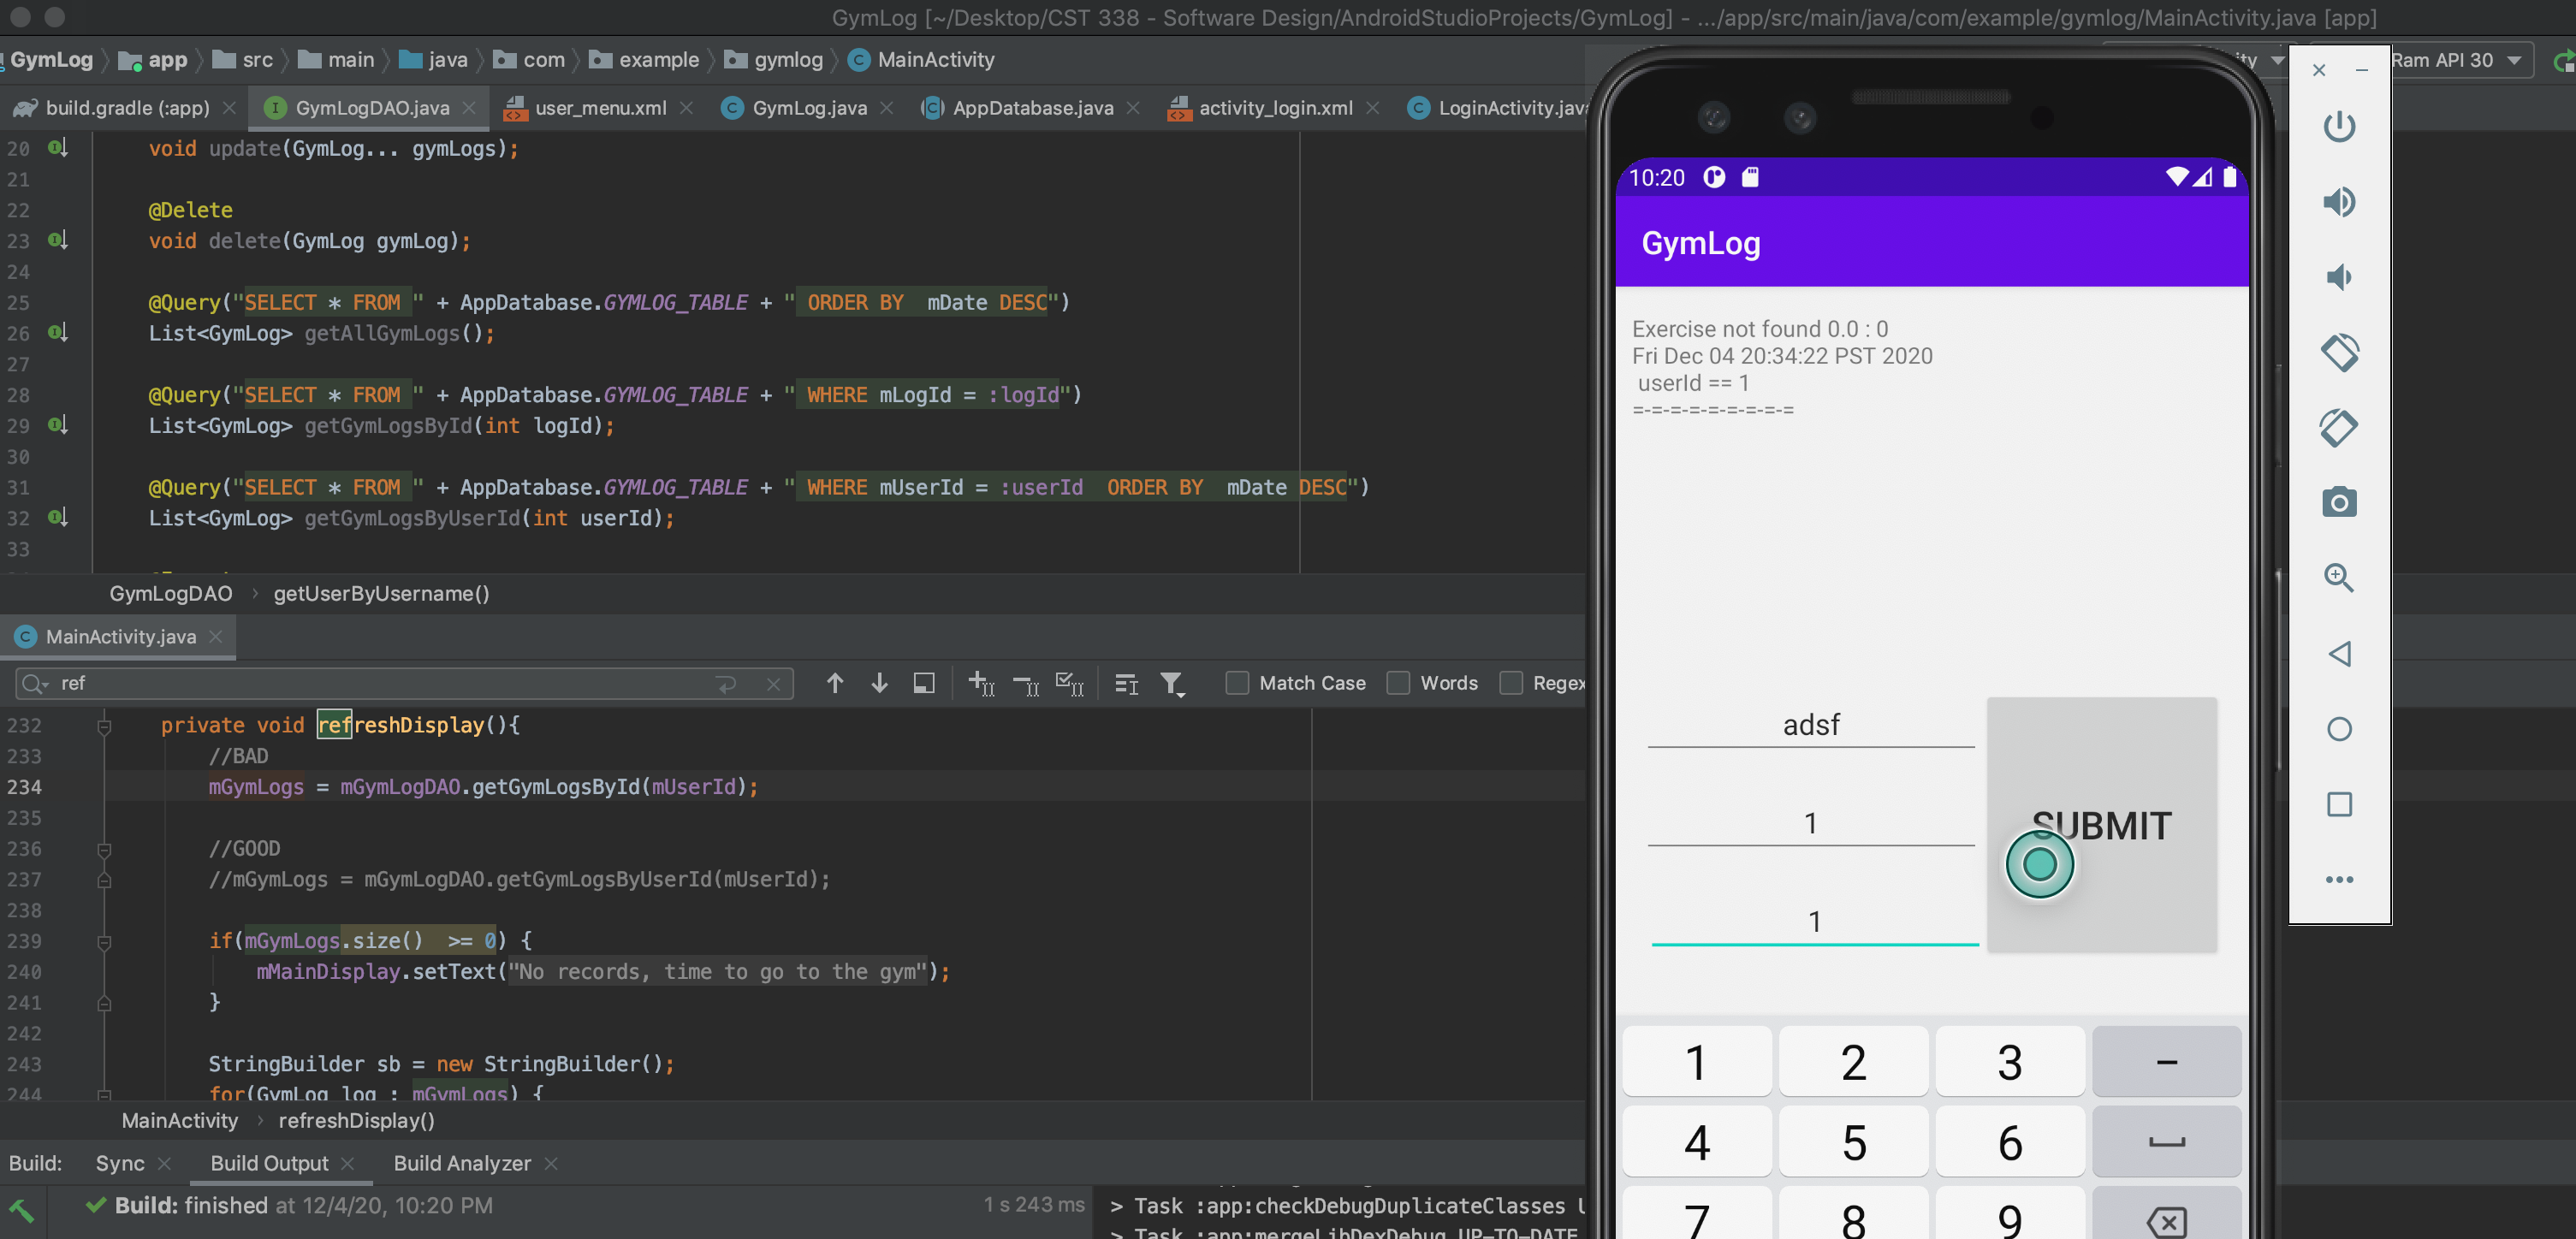 GymLog [~/Desktop/CST 338 - Software Design/AndroidStudioProjects/GymLog] - .../app/src/main/java/com/example/gymlog/MainActivity.java [app]
GymLog app src main java com example gymlog MainActivity
Ram API 30
build.gradle (:app) GymLogDAO.java user_menu.xml GymLog.java AppDatabase.java activity_login.xml LoginActivity.java
20 void update(GymLog... gymLogs);
21
22 @Delete
23 void delete(GymLog gymLog);
24
25 @Query("SELECT * FROM " + AppDatabase.GYMLOG_TABLE + " ORDER BY  mDate DESC")
26 List<GymLog> getAllGymLogs();
27
28 @Query("SELECT * FROM " + AppDatabase.GYMLOG_TABLE + " WHERE mLogId = :logId")
29 List<GymLog> getGymLogsById(int logId);
30
31 @Query("SELECT * FROM " + AppDatabase.GYMLOG_TABLE + " WHERE mUserId = :userId  ORDER BY  mDate DESC")
32 List<GymLog> getGymLogsByUserId(int userId);
33
GymLogDAO getUserByUsername()
MainActivity.java
ref
Match Case Words Regex
232 private void refreshDisplay(){
233 //BAD
234 mGymLogs = mGymLogDAO.getGymLogsById(mUserId);
235
236 //GOOD
237 //mGymLogs = mGymLogDAO.getGymLogsByUserId(mUserId);
238
239 if(mGymLogs.size()  >= 0) {
240 mMainDisplay.setText("No records, time to go to the gym");
241 }
242
243 StringBuilder sb = new StringBuilder();
244 for(GymLog log : mGymLogs) {
MainActivity refreshDisplay()
Build: Sync Build Output Build Analyzer
Build: finished at 12/4/20, 10:20 PM 1 s 243 ms
> Task :app:checkDebugDuplicateClasses U
> Task :app:mergeLibDexDebug UP-TO-DATE
10:20
GymLog
Exercise not found 0.0 : 0
Fri Dec 04 20:34:22 PST 2020
userId == 1
=-=-=-=-=-=-=-=-=
adsf
1
1
SUBMIT
1 2 3 –
4 5 6
7 8 9